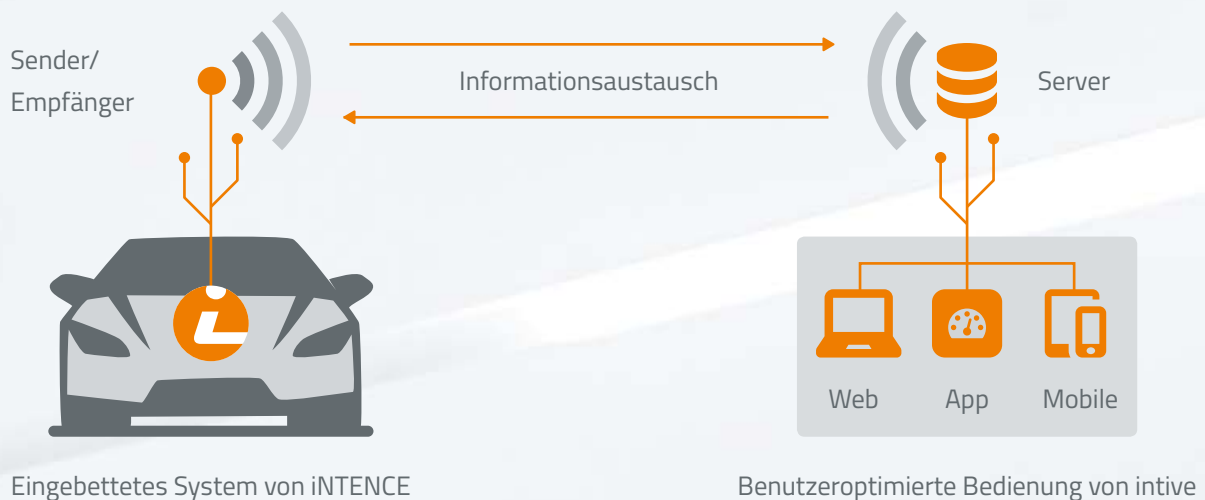 Sender/
Empfänger
Informationsaustausch
Server
Web
App
Mobile
Eingebettetes System von iNTENCE
Benutzeroptimierte Bedienung von intive